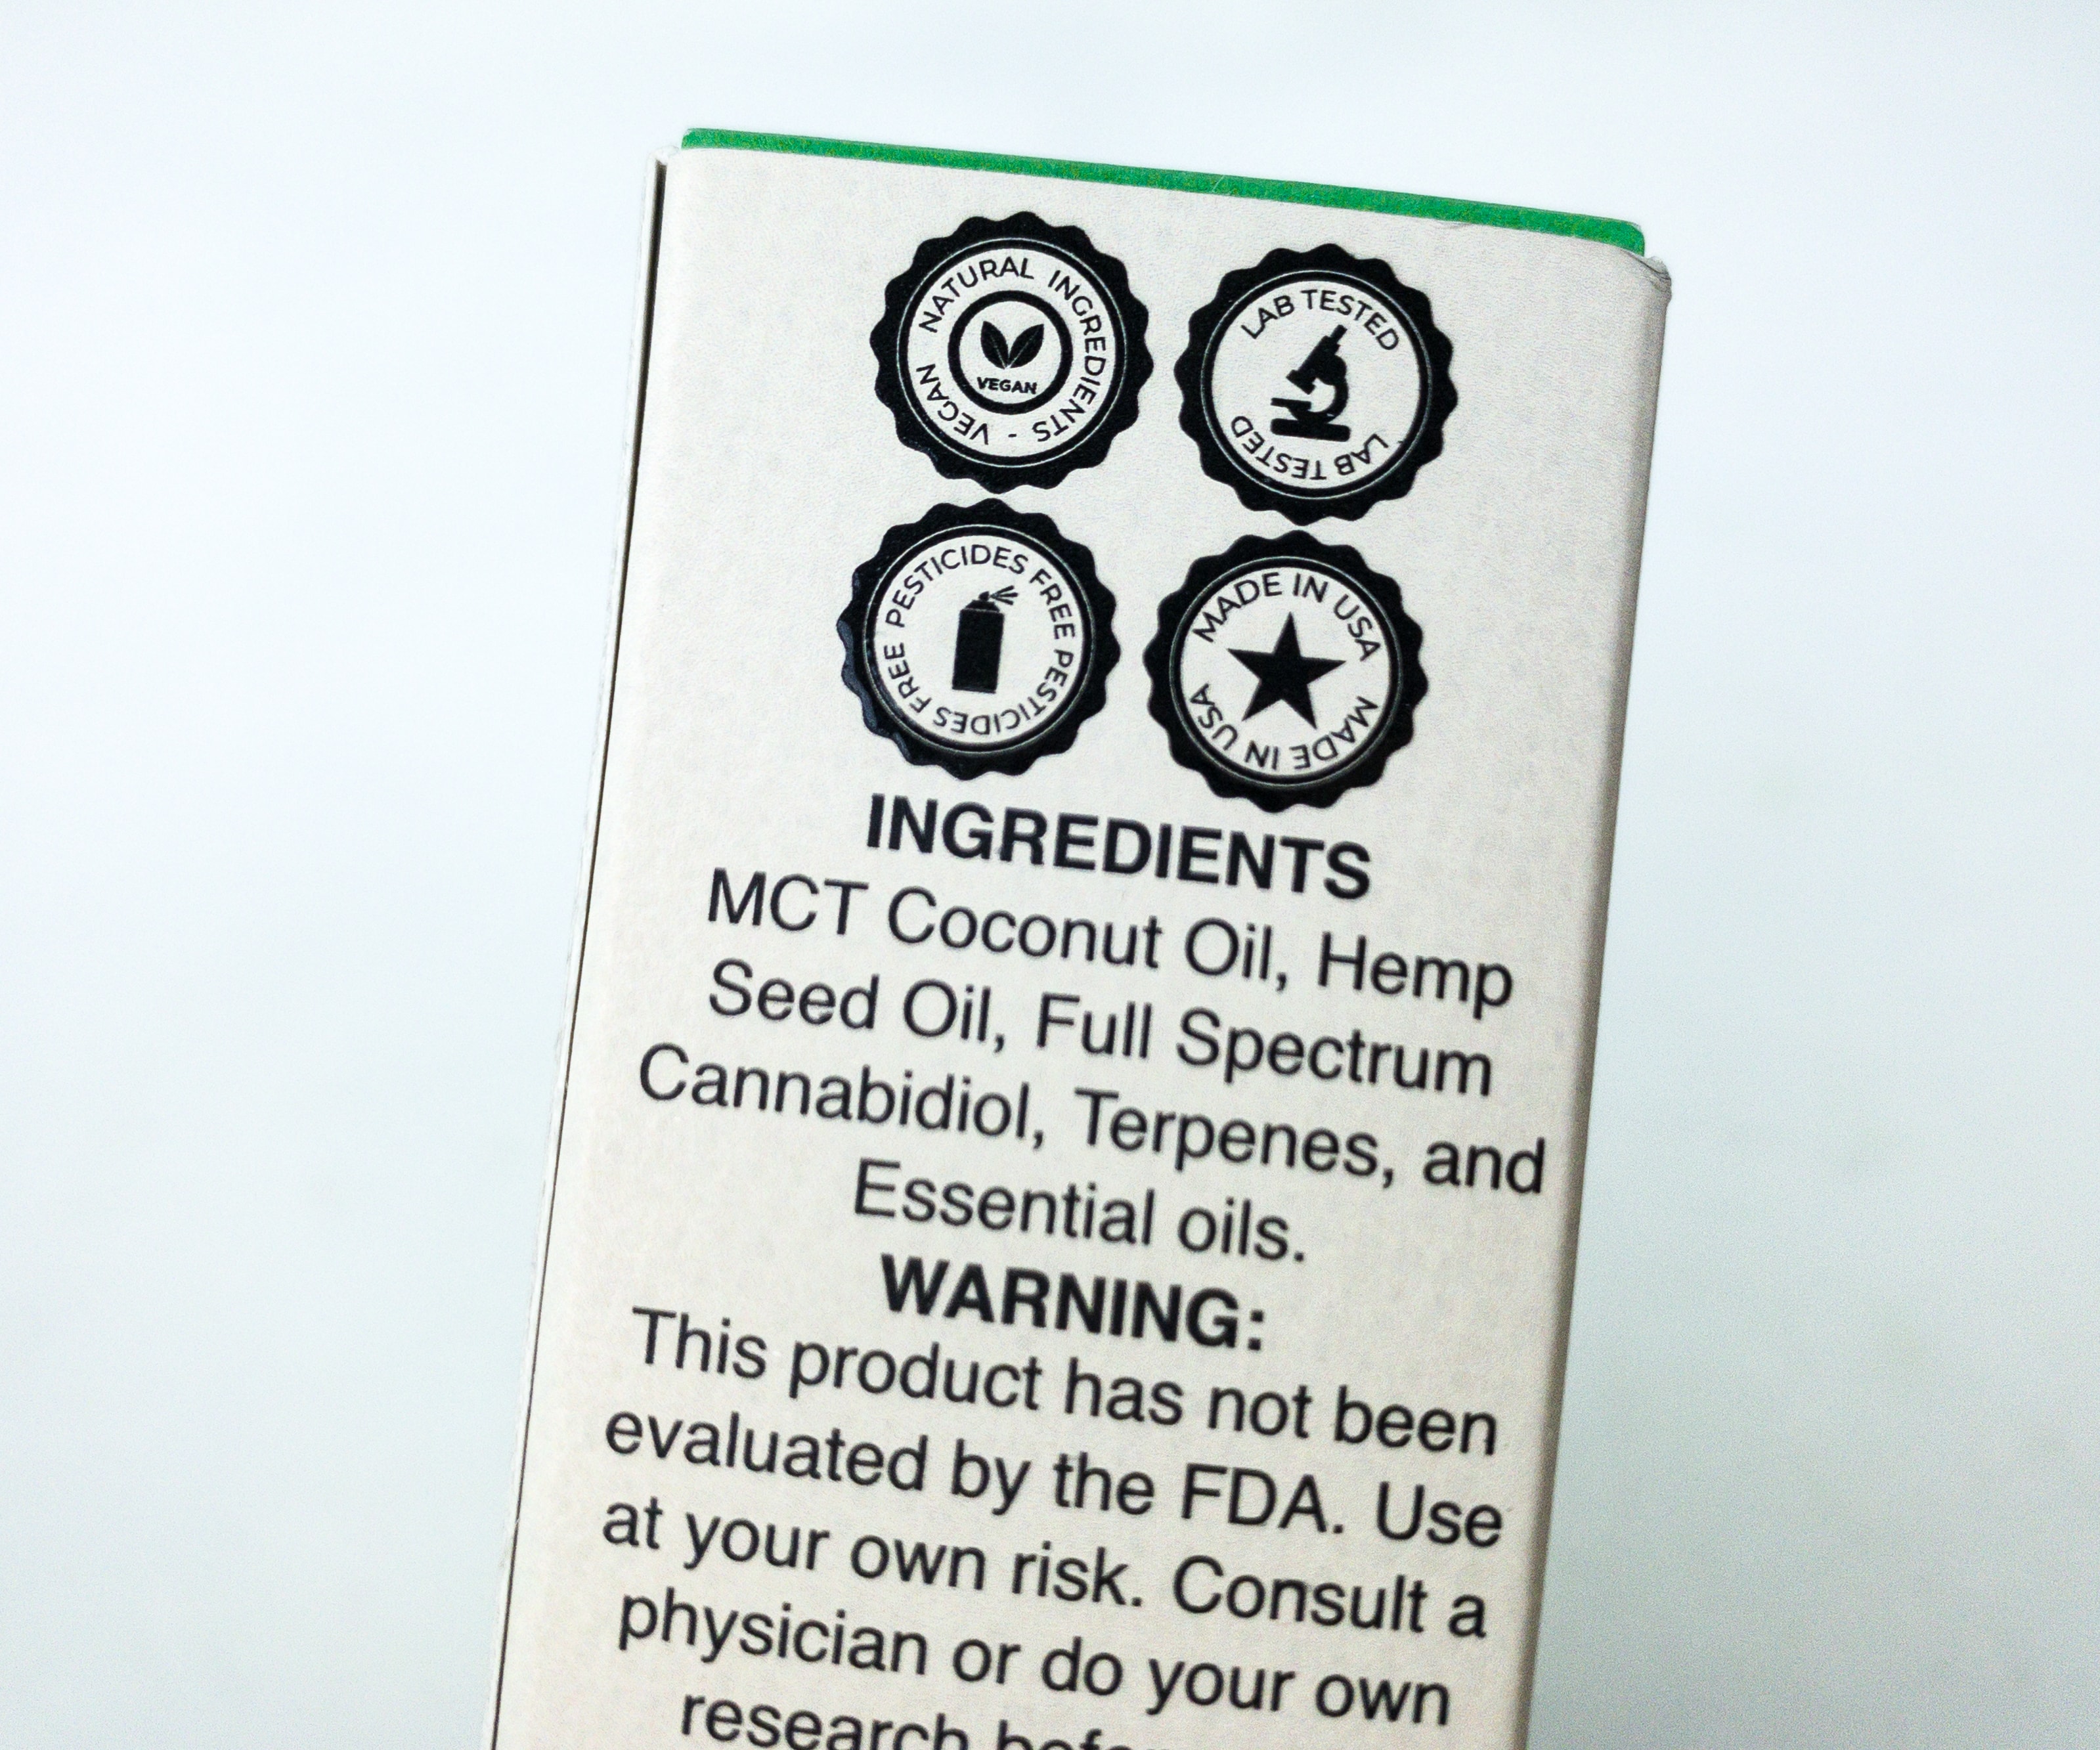 NATURAL INGREDIENTS - VEGAN
VEGAN
LAB TESTED
LAB TESTED
PESTICIDES FREE PESTICIDES FREE
MADE IN USA
MADE IN USA
INGREDIENTS
MCT Coconut Oil, Hemp
Seed Oil, Full Spectrum
Cannabidiol, Terpenes, and
Essential oils.
WARNING:
This product has not been
evaluated by the FDA. Use
at your own risk. Consult a
physician or do your own
research